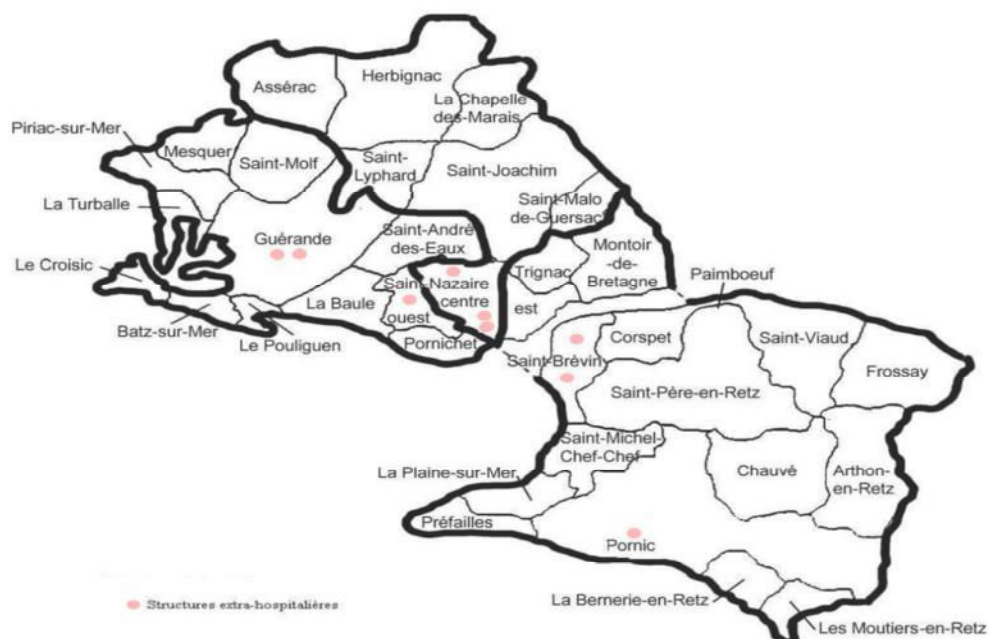 Assérac
Herbignac
La Chapelle
des-Marais
Piriac-sur-Mer
Mesquer
Saint-Molf
Saint-
Lyphard
Saint-Joachim
La Turballe
Saint-Malo
de-Guersac
Guérande
Saint-André
des-Eaux
Montoir
-de-
Bretagne
Trignac
Le Croisic
Saint-Nazaire
centre
ouest
est
La Baule
Paimboeuf
Batz-sur-Mer
Le Pouliguen
Pornichet
Corspet
Saint-Viaud
Saint-Brévin
Frossay
Saint-Père-en-Retz
Saint-Michel-
Chef-Chef
La Plaine-sur-Mer
Chauvé
Arthon-
en-Retz
Préfailles
Pornic
La Bernerie-en-Retz
Structures extra-hospitalières
Les Moutiers-en-Retz